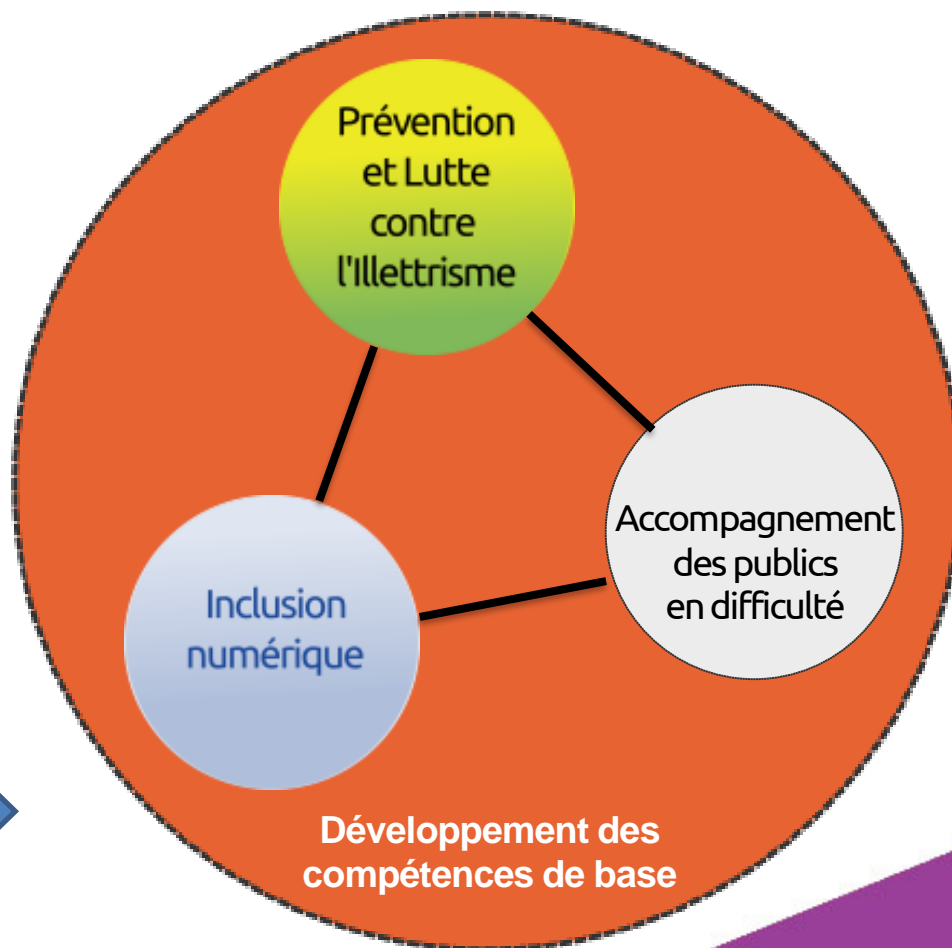 Prévention
et Lutte
contre
l'Illettrisme
Accompagnement
des publics
en difficulté
Inclusion
numérique
Développement des
compétences de base